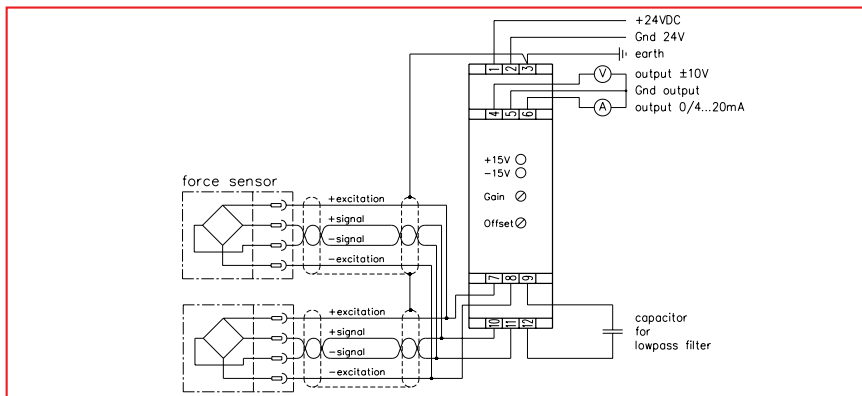 +24VDC
Gnd 24V
earth
1 2 3
output ±10V
Gnd output
output 0/4...20mA
V
A
4 5 6
+15V
-15V
Gain
Offset
force sensor
+excitation
+signal
-signal
-excitation
7 8 9
+excitation
+signal
-signal
-excitation
10 11 12
capacitor
for
lowpass filter